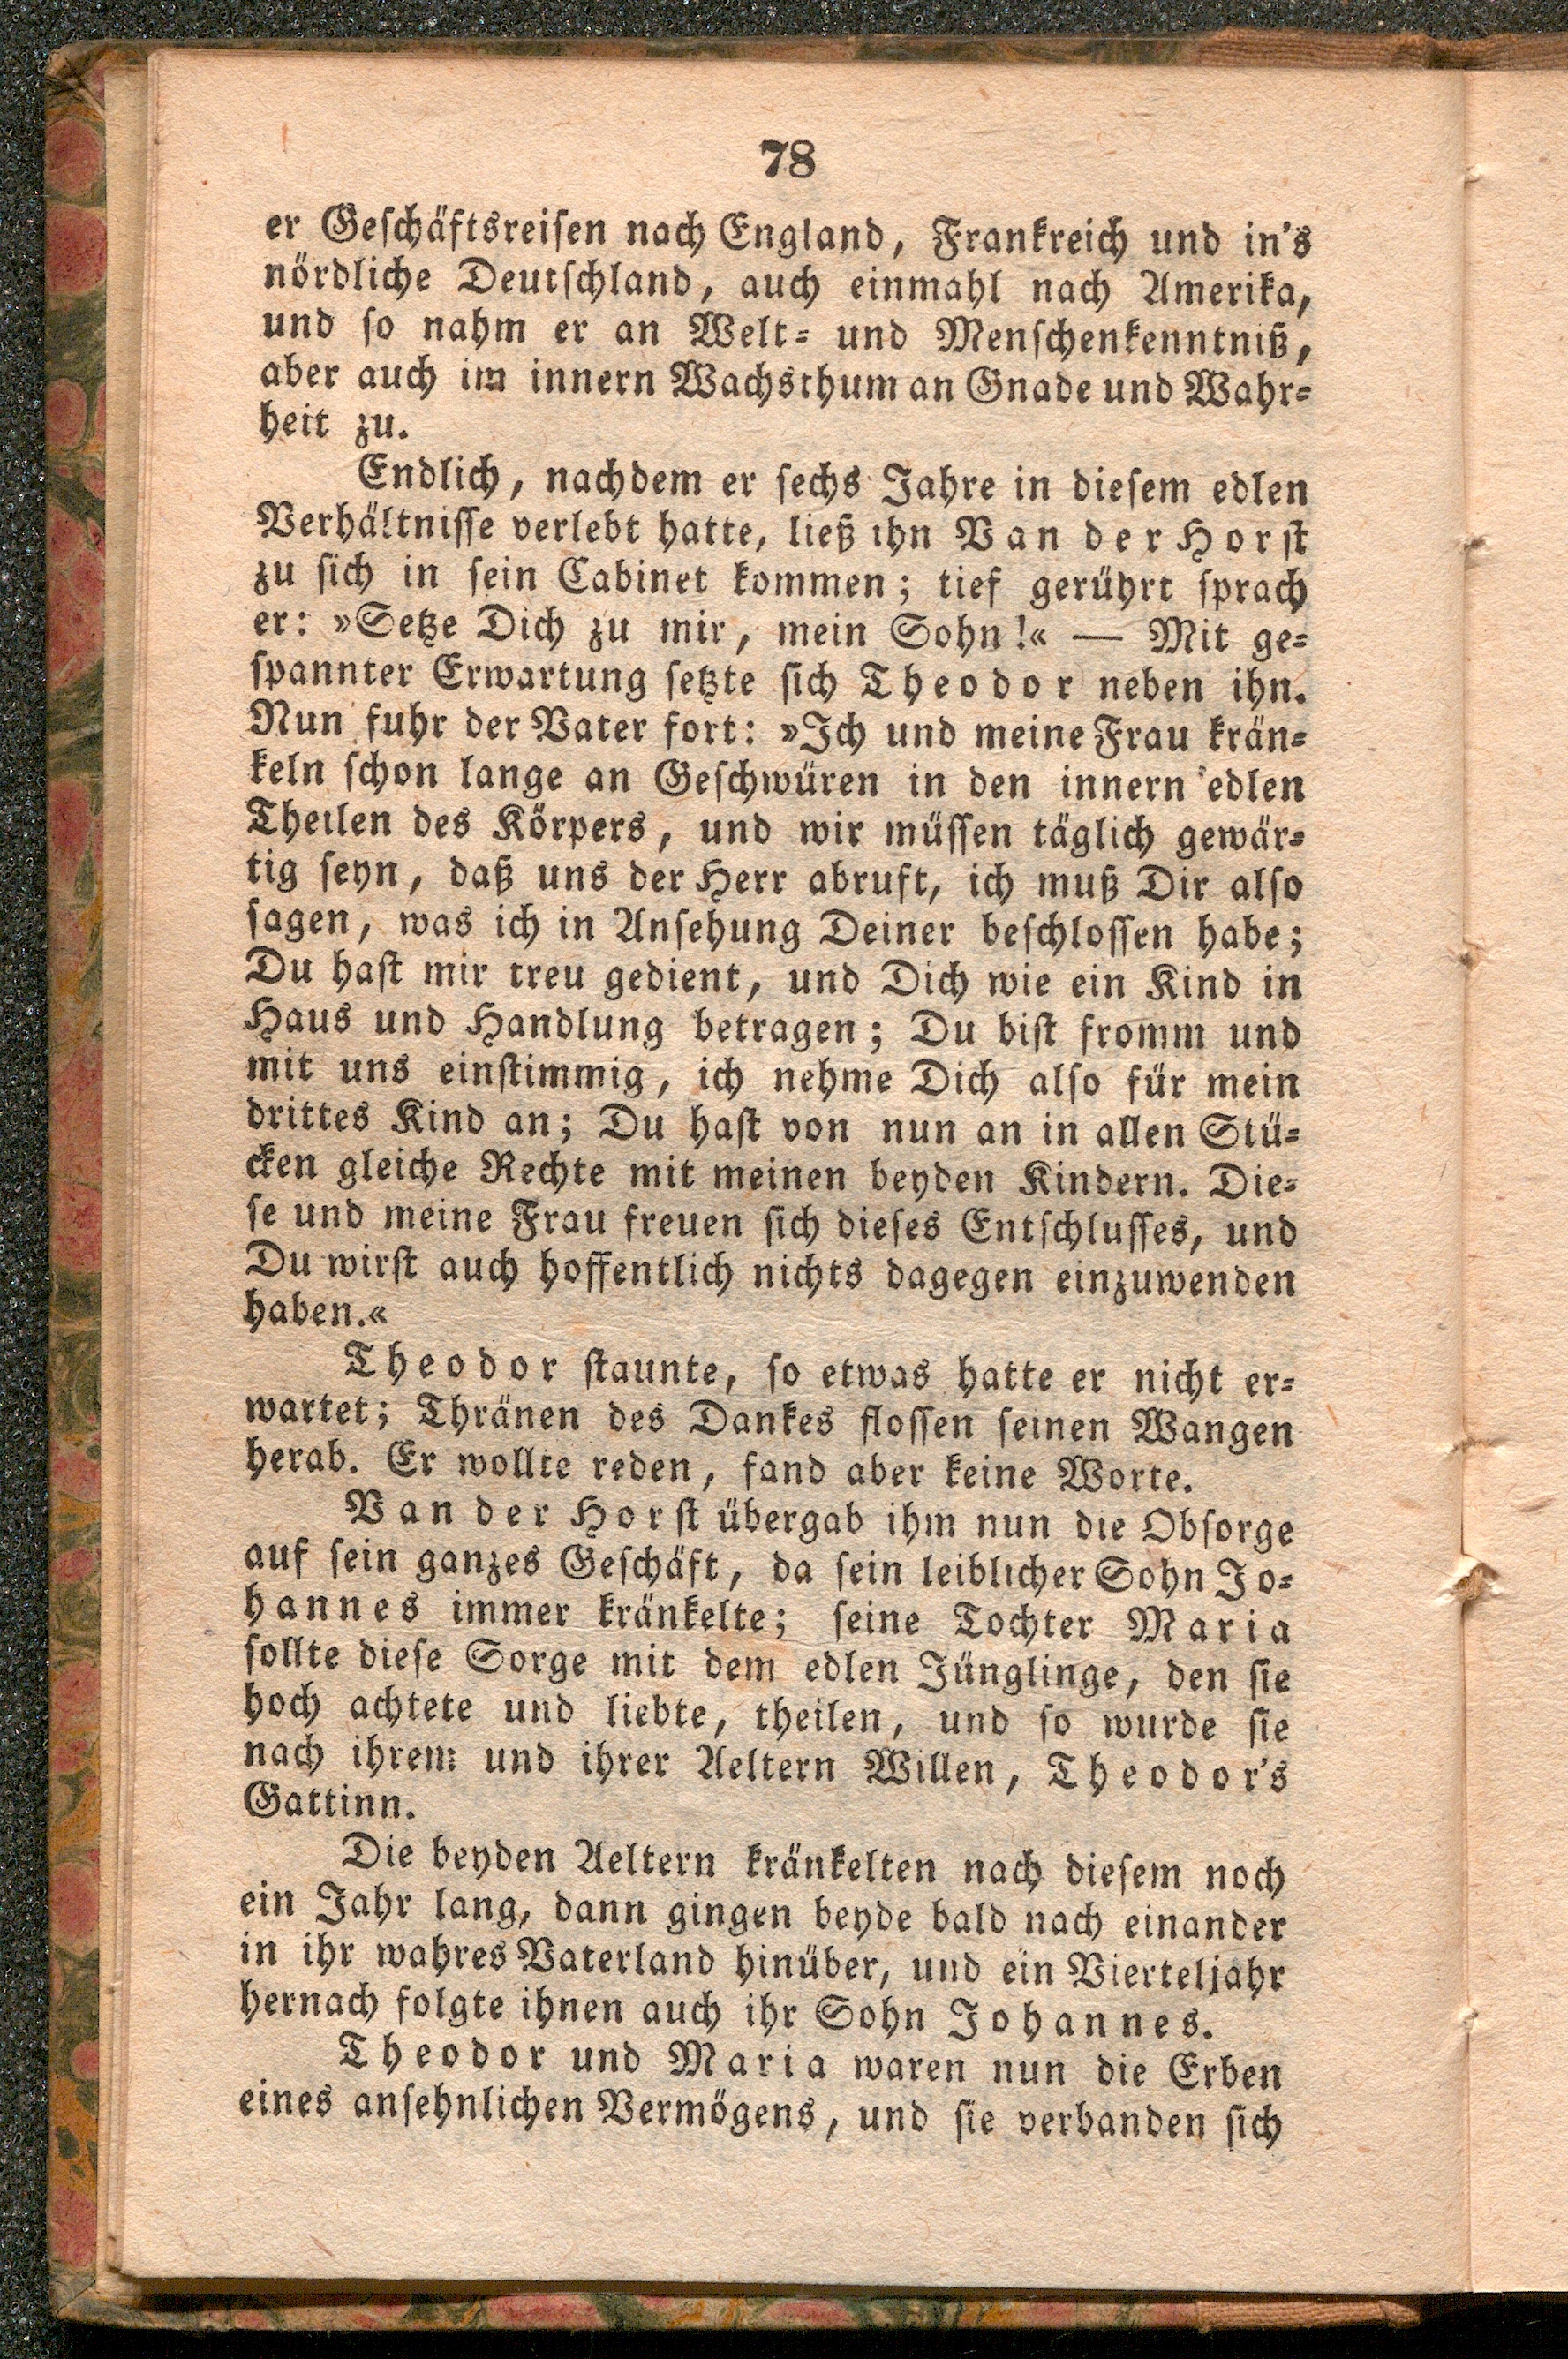 78
er Geschäftsreisen nach England, Frankreich und in's
nördliche Deutschland, auch einmahl nach Amerika,
und so nahm er an Welt- und Menschenkenntniß,
aber auch im innern Wachsthum an Gnade und Wahr-
heit zu.
Endlich, nachdem er sechs Jahre in diesem edlen
Verhältnisse verlebt hatte, ließ ihn Van der Horst
zu sich in sein Cabinet kommen; tief gerührt sprach
er: »Setze Dich zu mir, mein Sohn!« — Mit ge-
spannter Erwartung setzte sich Theodor neben ihn.
Nun fuhr der Vater fort: »Ich und meine Frau krän-
keln schon lange an Geschwüren in den innern edlen
Theilen des Körpers, und wir müssen täglich gewär-
tig seyn, daß uns der Herr abruft, ich muß Dir also
sagen, was ich in Ansehung Deiner beschlossen habe;
Du hast mir treu gedient, und Dich wie ein Kind in
Haus und Handlung betragen; Du bist fromm und
mit uns einstimmig, ich nehme Dich also für mein
drittes Kind an; Du hast von nun an in allen Stü-
cken gleiche Rechte mit meinen beyden Kindern. Die-
se und meine Frau freuen sich dieses Entschlusses, und
Du wirst auch hoffentlich nichts dagegen einzuwenden
haben.«
Theodor staunte, so etwas hatte er nicht er-
wartet; Thränen des Dankes flossen seinen Wangen
herab. Er wollte reden, fand aber keine Worte.
Van der Horst übergab ihm nun die Obsorge
auf sein ganzes Geschäft, da sein leiblicher Sohn Jo-
hannes immer kränkelte; seine Tochter Maria
sollte diese Sorge mit dem edlen Jünglinge, den sie
hoch achtete und liebte, theilen, und so wurde sie
nach ihrem und ihrer Aeltern Willen, Theodor's
Gattinn.
Die beyden Aeltern kränkelten nach diesem noch
ein Jahr lang, dann gingen beyde bald nach einander
in ihr wahres Vaterland hinüber, und ein Vierteljahr
hernach folgte ihnen auch ihr Sohn Johannes.
Theodor und Maria waren nun die Erben
eines ansehnlichen Vermögens, und sie verbanden sich